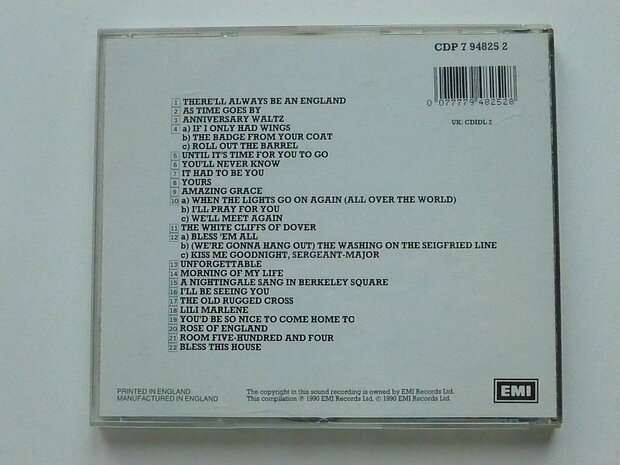 CDP 7 94825 2
0 077779 482528
UK: CDIDL 2
1 THERE'LL ALWAYS BE AN ENGLAND
2 AS TIME GOES BY
3 ANNIVERSARY WALTZ
4 a) IF I ONLY HAD WINGS
b) THE BADGE FROM YOUR COAT
c) ROLL OUT THE BARREL
5 UNTIL IT'S TIME FOR YOU TO GO
6 YOU'LL NEVER KNOW
7 IT HAD TO BE YOU
8 YOURS
9 AMAZING GRACE
10 a) WHEN THE LIGHTS GO ON AGAIN (ALL OVER THE WORLD)
b) I'LL PRAY FOR YOU
c) WE'LL MEET AGAIN
11 THE WHITE CLIFFS OF DOVER
12 a) BLESS 'EM ALL
b) (WE'RE GONNA HANG OUT) THE WASHING ON THE SEIGFRIED LINE
c) KISS ME GOODNIGHT, SERGEANT-MAJOR
13 UNFORGETTABLE
14 MORNING OF MY LIFE
15 A NIGHTINGALE SANG IN BERKELEY SQUARE
16 I'LL BE SEEING YOU
17 THE OLD RUGGED CROSS
18 LILI MARLENE
19 YOU'D BE SO NICE TO COME HOME TO
20 ROSE OF ENGLAND
21 ROOM FIVE-HUNDRED AND FOUR
22 BLESS THIS HOUSE
PRINTED IN ENGLAND
MANUFACTURED IN ENGLAND
The copyright in this sound recording is owned by EMI Records Ltd.
This compilation ℗ 1990 EMI Records Ltd. © 1990 EMI Records Ltd.
EMI